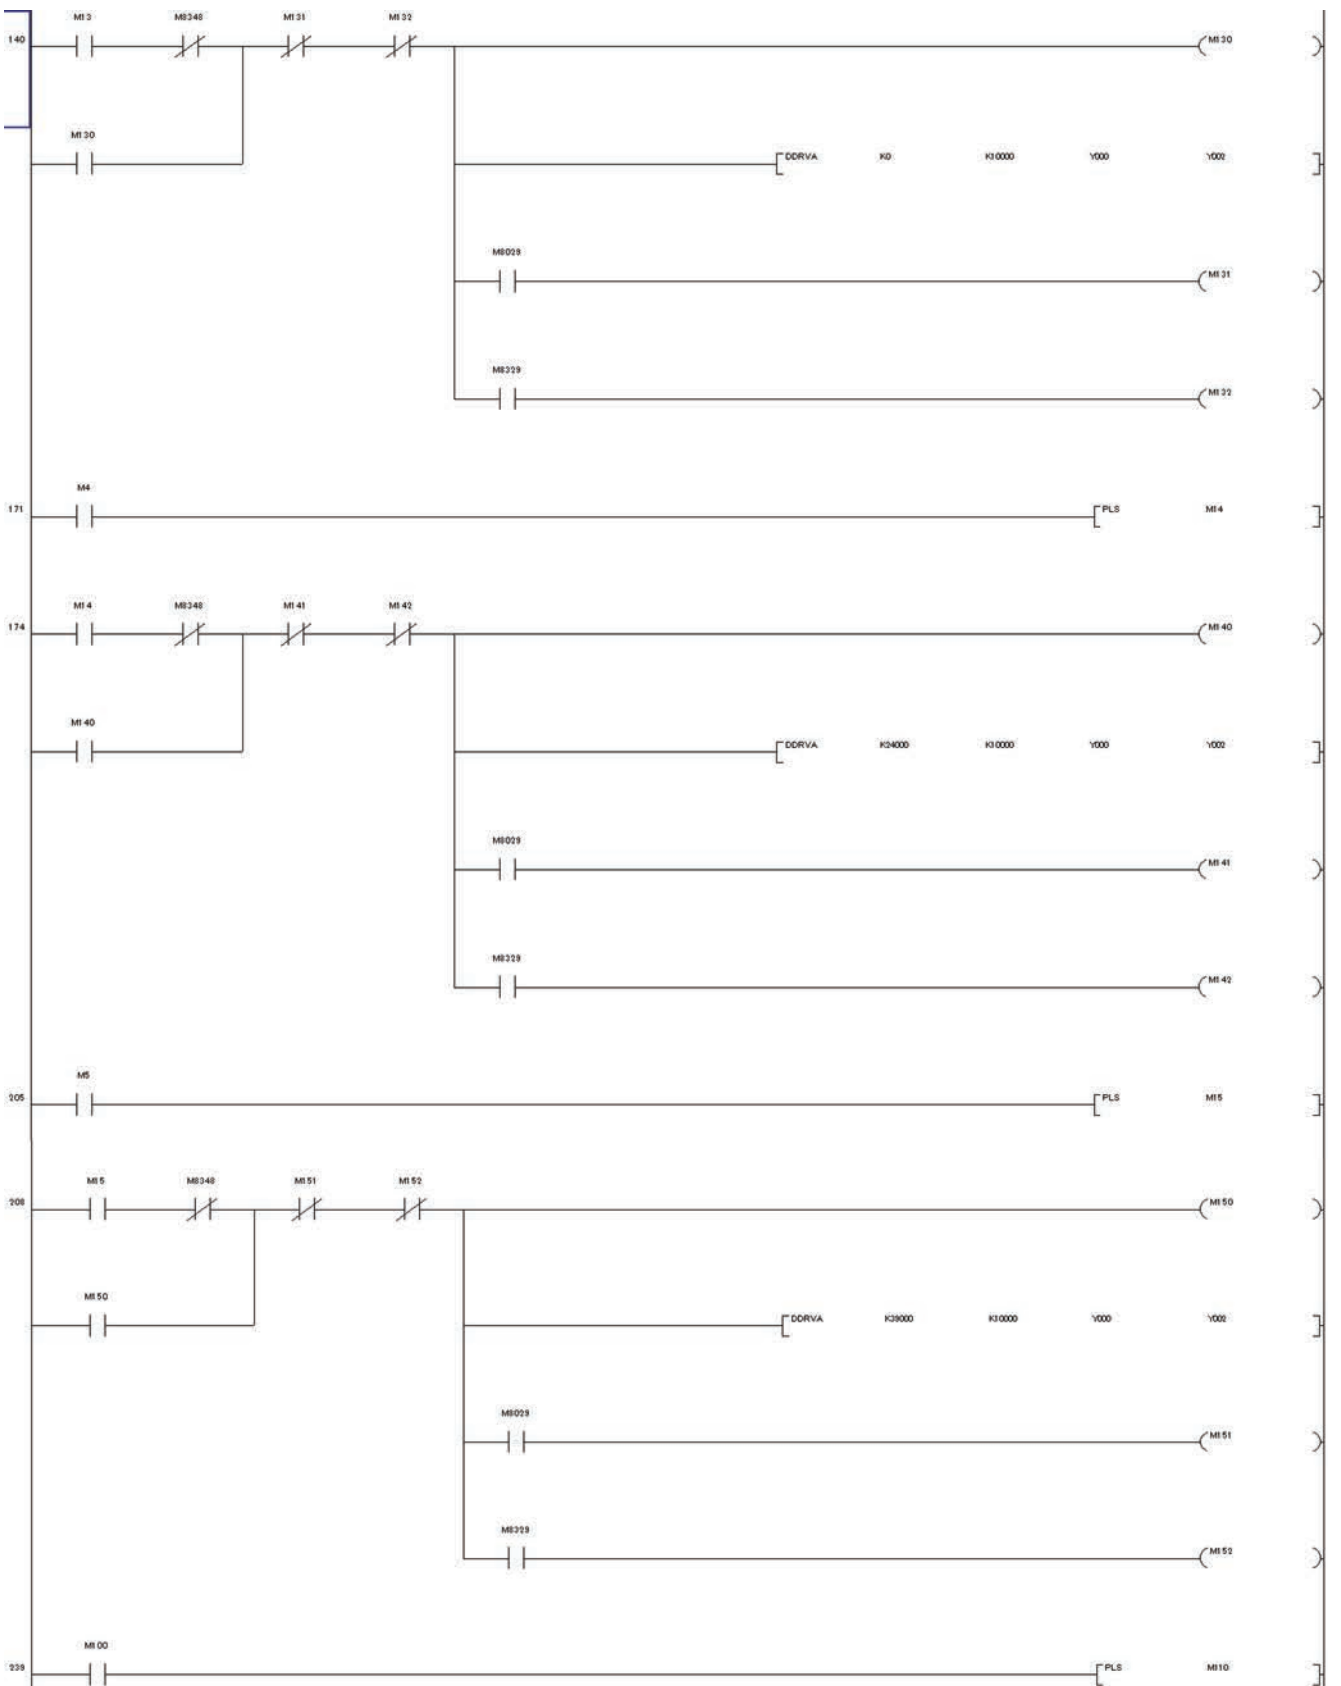 M13 M8348 M131 M132
140 M130
M130
DDRVA K0 K30000 Y000 Y002
M8029
M131
M8329
M132
M4
171 PLS M14
M14 M8348 M141 M142
174 M140
M140
DDRVA K24000 K30000 Y000 Y002
M8029
M141
M8329
M142
M5
205 PLS M15
M15 M8348 M151 M152
208 M150
M150
DDRVA K39000 K30000 Y000 Y002
M8029
M151
M8329
M152
M100
239 PLS M110